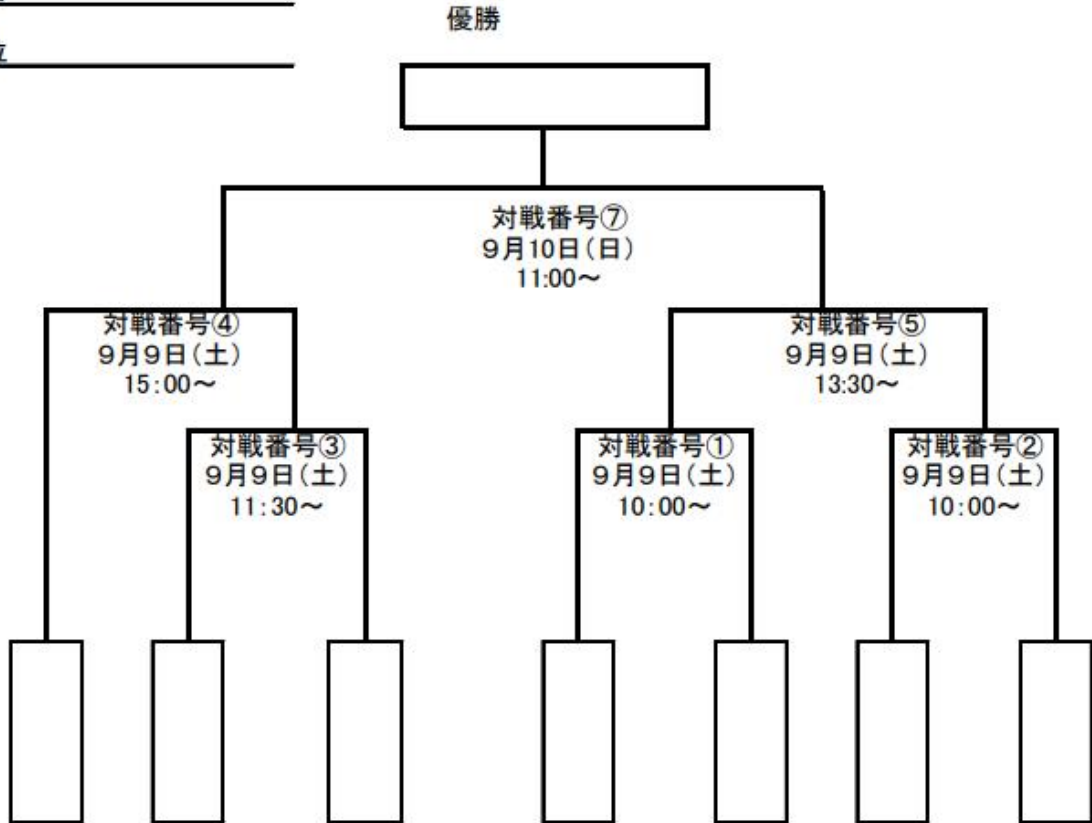 優勝
位
対戦番号⑦
９月10日（日）
11:00～
対戦番号④
９月９日（土）
15：00～
対戦番号⑤
９月９日（土）
13:30～
対戦番号③
９月９日（土）
11：30～
対戦番号①
９月９日（土）
10：00～
対戦番号②
９月９日（土）
10：00～